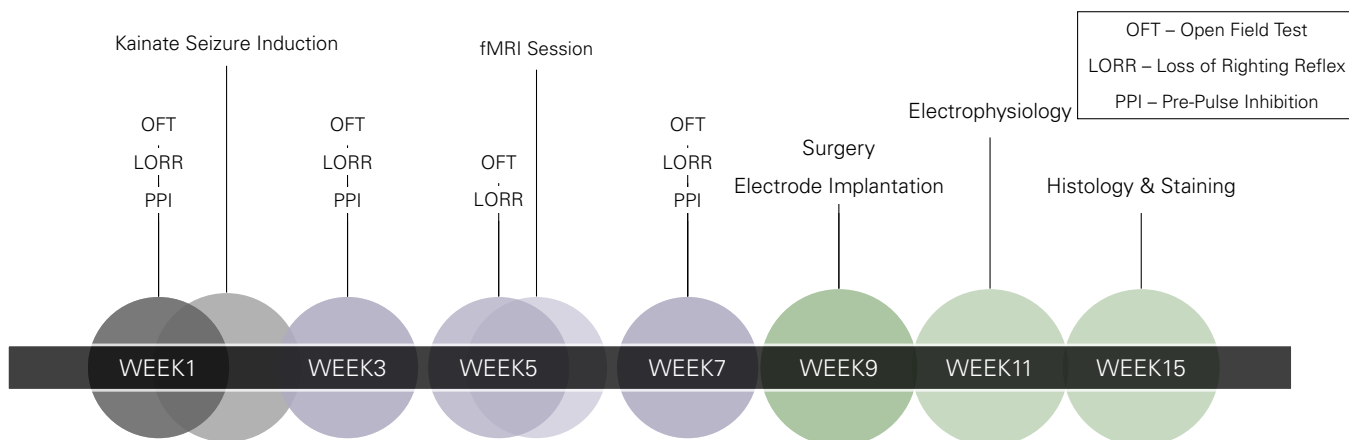 Kainate Seizure Induction
fMRI Session
OFT – Open Field Test
LORR – Loss of Righting Reflex
PPI – Pre-Pulse Inhibition
OFT
LORR
PPI
OFT
LORR
PPI
OFT
LORR
OFT
LORR
PPI
Surgery
Electrode Implantation
Electrophysiology
Histology & Staining
WEEK1
WEEK3
WEEK5
WEEK7
WEEK9
WEEK11
WEEK15